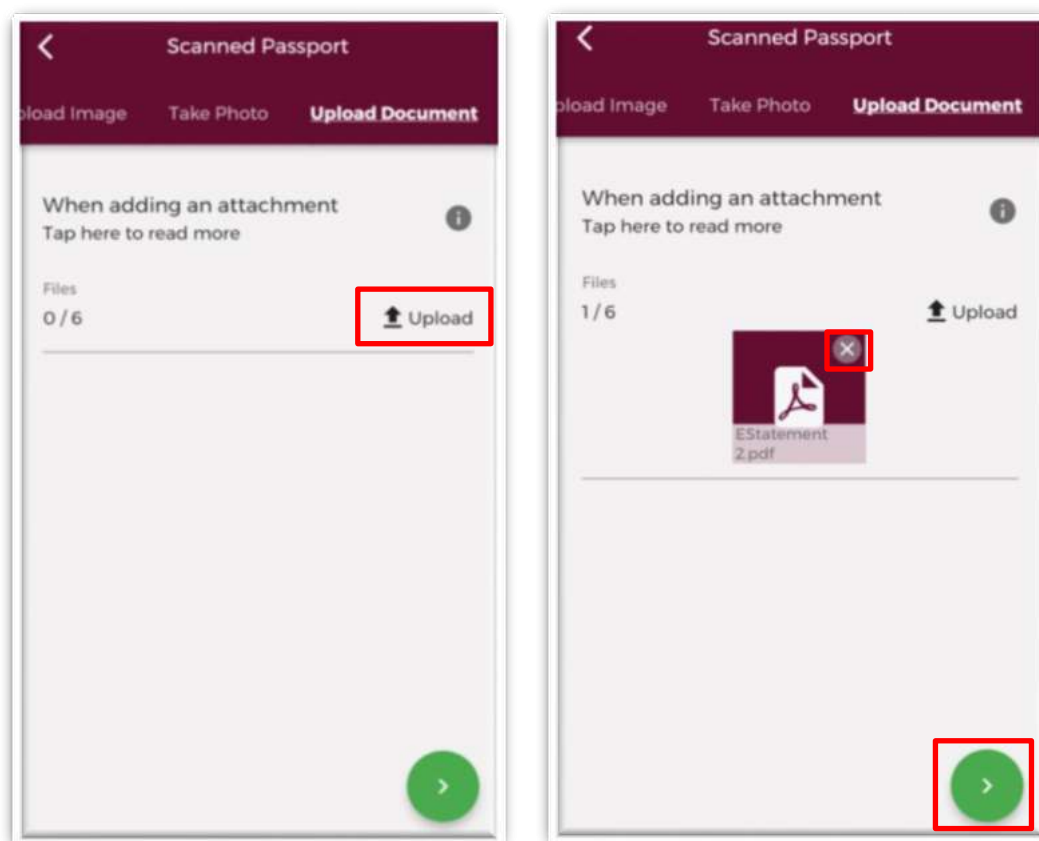 Scanned Passport
pload Image Take Photo Upload Document
When adding an attachment
Tap here to read more
Files
0 / 6 Upload
Scanned Passport
pload Image Take Photo Upload Document
When adding an attachment
Tap here to read more
Files
1 / 6 Upload
EStatement
2.pdf